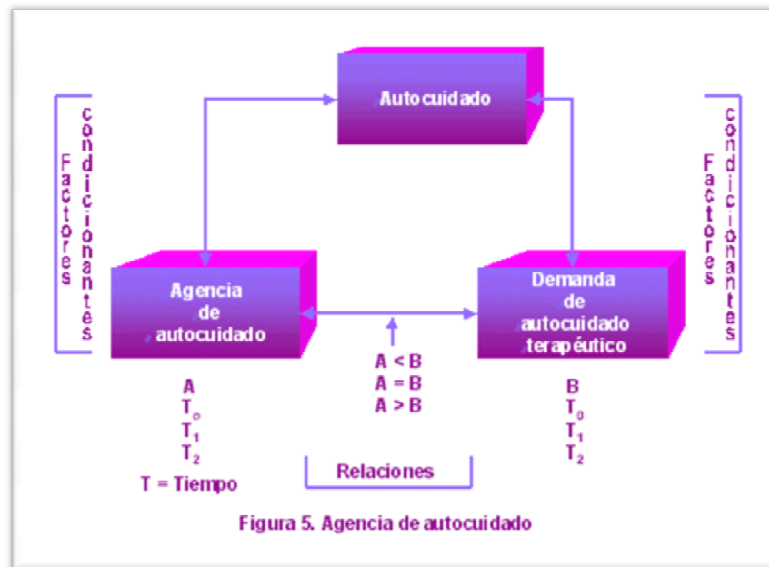 Autocuidado
Factores
condicionantes
Factores
condicionantes
Agencia
de
autocuidado
Demanda
de
autocuidado
terapéutico
A < B
A = B
A > B
A
T₀
T₁
T₂
T = Tiempo
B
T₀
T₁
T₂
Relaciones
Figura 5. Agencia de autocuidado